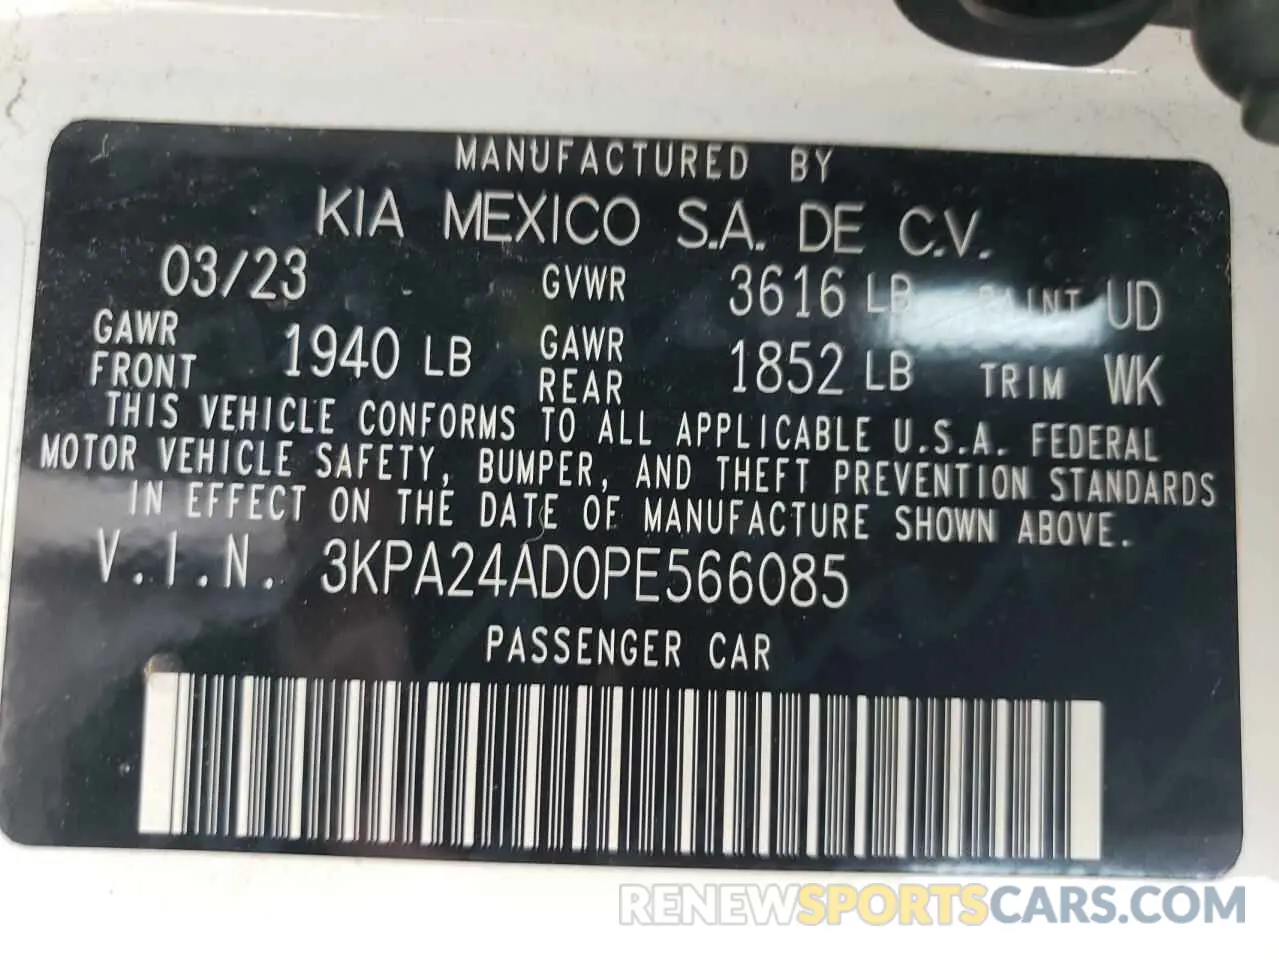 MANUFACTURED BY
KIA MEXICO S.A. DE C.V.
03/23 GVWR 3616 LB PAINT UD
GAWR FRONT 1940 LB GAWR REAR 1852 LB TRIM WK
THIS VEHICLE CONFORMS TO ALL APPLICABLE U.S.A. FEDERAL
MOTOR VEHICLE SAFETY, BUMPER, AND THEFT PREVENTION STANDARDS
IN EFFECT ON THE DATE OF MANUFACTURE SHOWN ABOVE.
V.I.N. 3KPA24AD0PE566085
PASSENGER CAR
RENEWSPORTSCARS.COM